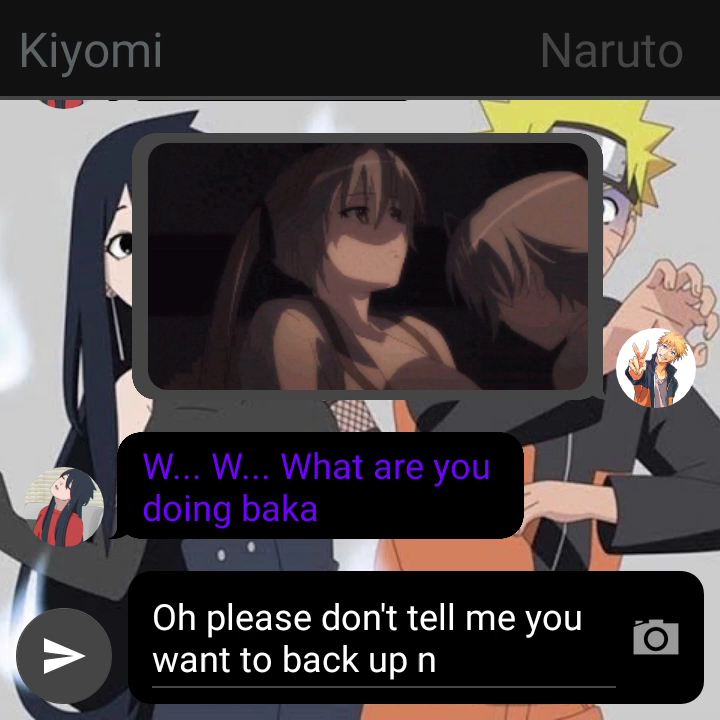 Kiyomi
Naruto
W... W... What are you
doing baka
Oh please don't tell me you
want to back up n